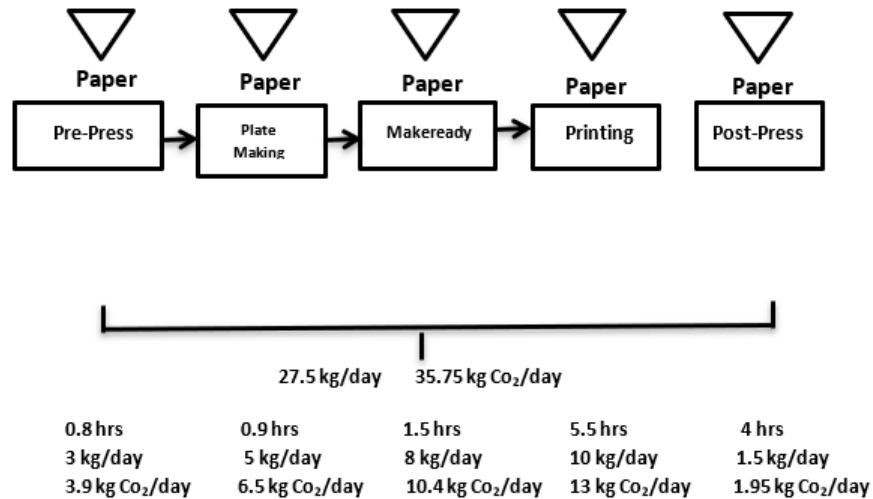 Paper Paper Paper Paper Paper
Pre-Press Plate Making Makeready Printing Post-Press
27.5 kg/day 35.75 kg Co₂/day
0.8 hrs 0.9 hrs 1.5 hrs 5.5 hrs 4 hrs
3 kg/day 5 kg/day 8 kg/day 10 kg/day 1.5 kg/day
3.9 kg Co₂/day 6.5 kg Co₂/day 10.4 kg Co₂/day 13 kg Co₂/day 1.95 kg Co₂/day